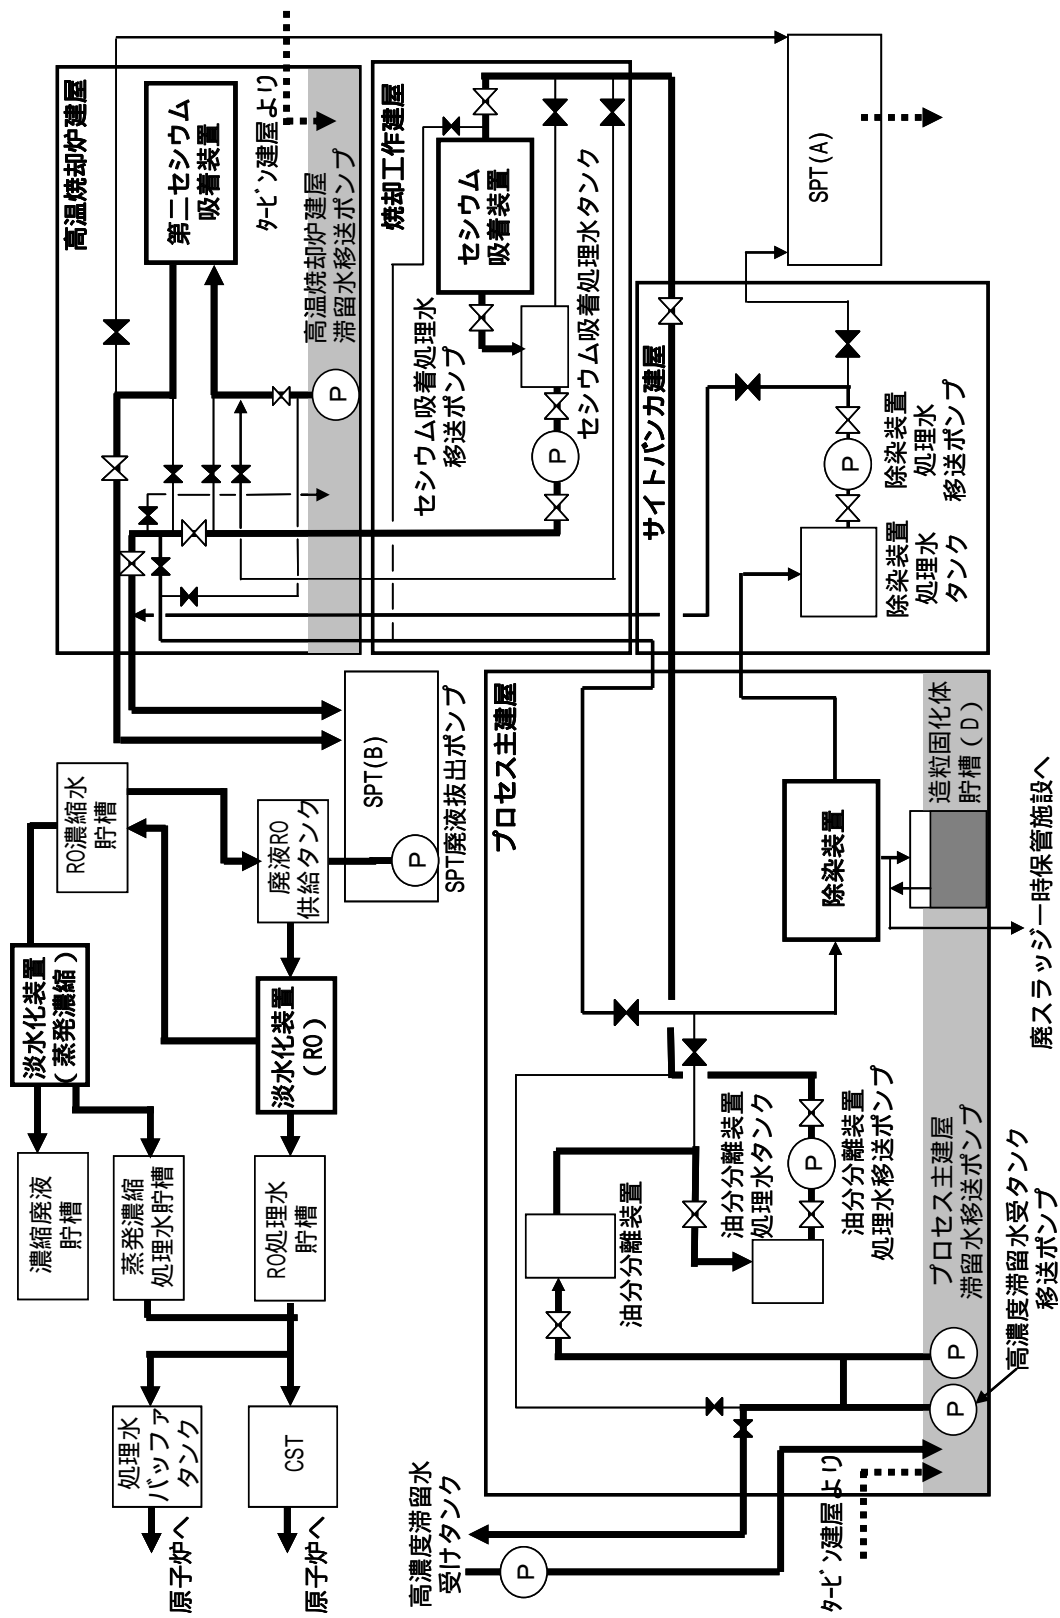 高温焼却炉建屋
第二セシウム
吸着装置
タービン建屋より
高温焼却炉建屋
滞留水移送ポンプ
P
焼却工作建屋
セシウム
吸着装置
セシウム吸着処理水
移送ポンプ
P
セシウム吸着処理水タンク
サイトバンカ建屋
除染装置
処理水
移送ポンプ
P
除染装置
処理水
タンク
SPT(A)
SPT(B)
P
SPT廃液抜出ポンプ
RO濃縮水
貯槽
廃液RO
供給タンク
淡水化装置
(蒸発濃縮)
淡水化装置
(RO)
濃縮廃液
貯槽
蒸発濃縮
処理水貯槽
RO処理水
貯槽
処理水
バッファ
タンク
CST
原子炉へ
原子炉へ
プロセス主建屋
除染装置
造粒固化体
貯槽(D)
廃スラッジ一時保管施設へ
油分分離装置
油分分離装置
処理水タンク
油分分離装置
処理水移送ポンプ
P
プロセス主建屋
滞留水移送ポンプ
P
P
高濃度滞留水受タンク
移送ポンプ
高濃度滞留水
受けタンク
P
タービン建屋より